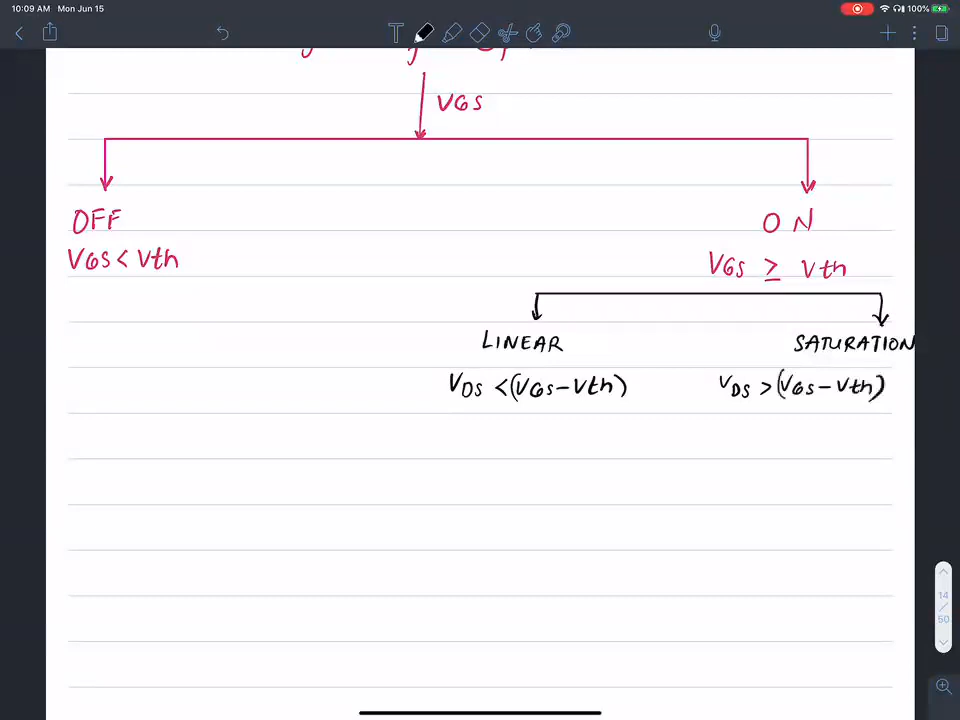 10:09 AM Mon Jun 15
100%
VGS
OFF
ON
VGS < Vth
VGS ≥ Vth
LINEAR
SATURATION
VDS < (VGS - Vth)
VDS > (VGS - Vth)
14
/
50